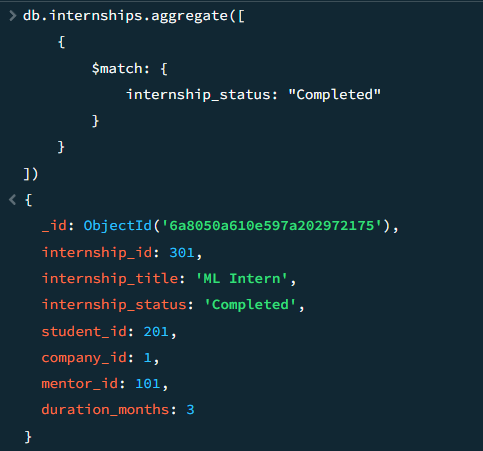 > db.internships.aggregate([
    {
        $match: {
            internship_status: "Completed"
        }
    }
])
< {
  _id: ObjectId('6a8050a610e597a202972175'),
  internship_id: 301,
  internship_title: 'ML Intern',
  internship_status: 'Completed',
  student_id: 201,
  company_id: 1,
  mentor_id: 101,
  duration_months: 3
}